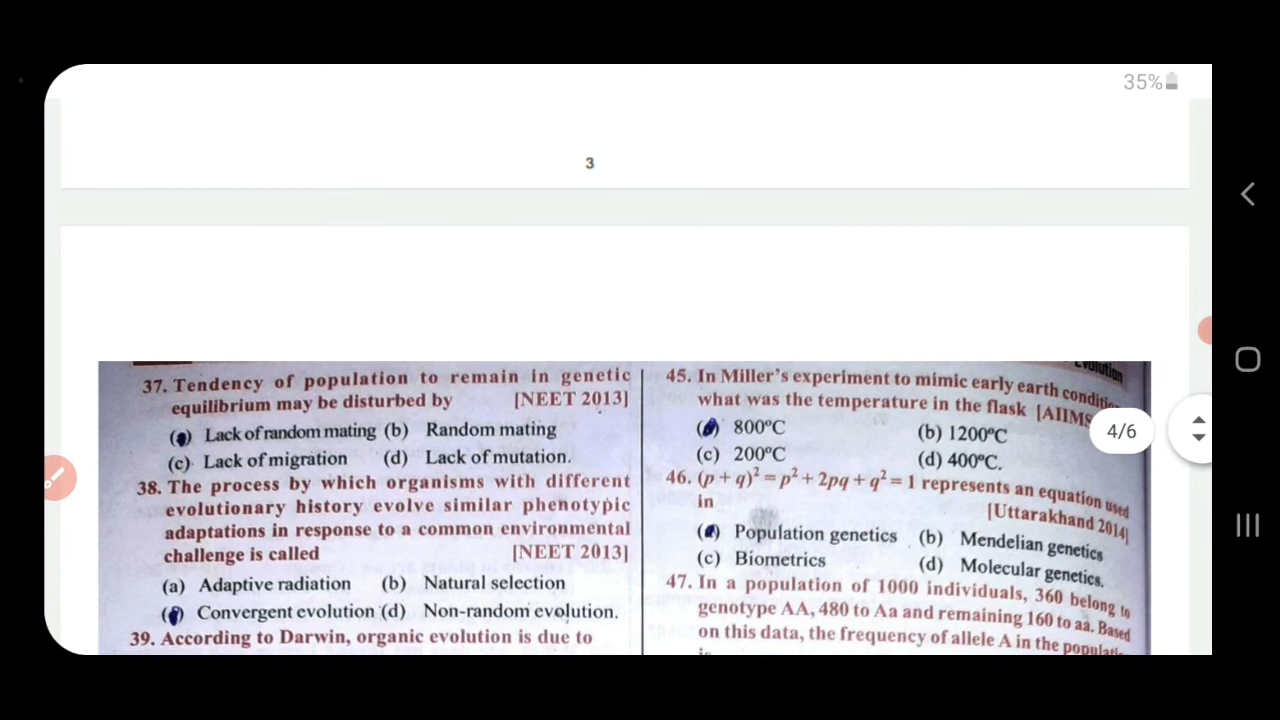 35%
3
4/6
Evolution
37. Tendency of population to remain in genetic
equilibrium may be disturbed by [NEET 2013]
(a) Lack of random mating (b) Random mating
(c) Lack of migration (d) Lack of mutation.
38. The process by which organisms with different
evolutionary history evolve similar phenotypic
adaptations in response to a common environmental
challenge is called [NEET 2013]
(a) Adaptive radiation (b) Natural selection
(c) Convergent evolution (d) Non-random evolution.
39. According to Darwin, organic evolution is due to
45. In Miller's experiment to mimic early earth
what was the temperature in the flask [AIIMS
(a) 800°C (b) 1200°C
(c) 200°C (d) 400°C.
46. (p + q)² = p² + 2pq + q² = 1 represents an equation used
in [Uttarakhand 2014]
(a) Population genetics (b) Mendelian genetics
(c) Biometrics (d) Molecular genetics.
47. In a population of 1000 individuals, 360 belong to
genotype AA, 480 to Aa and remaining 160 to aa. Based
on this data, the frequency of allele A in the